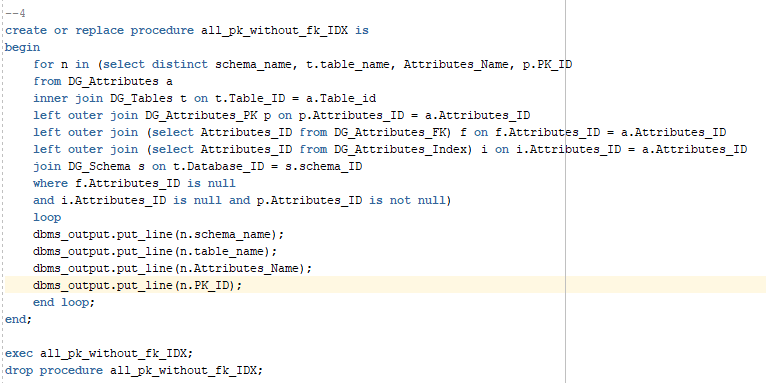 --4
create or replace procedure all_pk_without_fk_IDX is
begin
    for n in (select distinct schema_name, t.table_name, Attributes_Name, p.PK_ID
    from DG_Attributes a
    inner join DG_Tables t on t.Table_ID = a.Table_id
    left outer join DG_Attributes_PK p on p.Attributes_ID = a.Attributes_ID
    left outer join (select Attributes_ID from DG_Attributes_FK) f on f.Attributes_ID = a.Attributes_ID
    left outer join (select Attributes_ID from DG_Attributes_Index) i on i.Attributes_ID = a.Attributes_ID
    join DG_Schema s on t.Database_ID = s.schema_ID
    where f.Attributes_ID is null
    and i.Attributes_ID is null and p.Attributes_ID is not null)
    loop
    dbms_output.put_line(n.schema_name);
    dbms_output.put_line(n.table_name);
    dbms_output.put_line(n.Attributes_Name);
    dbms_output.put_line(n.PK_ID);
    end loop;
end;

exec all_pk_without_fk_IDX;
drop procedure all_pk_without_fk_IDX;